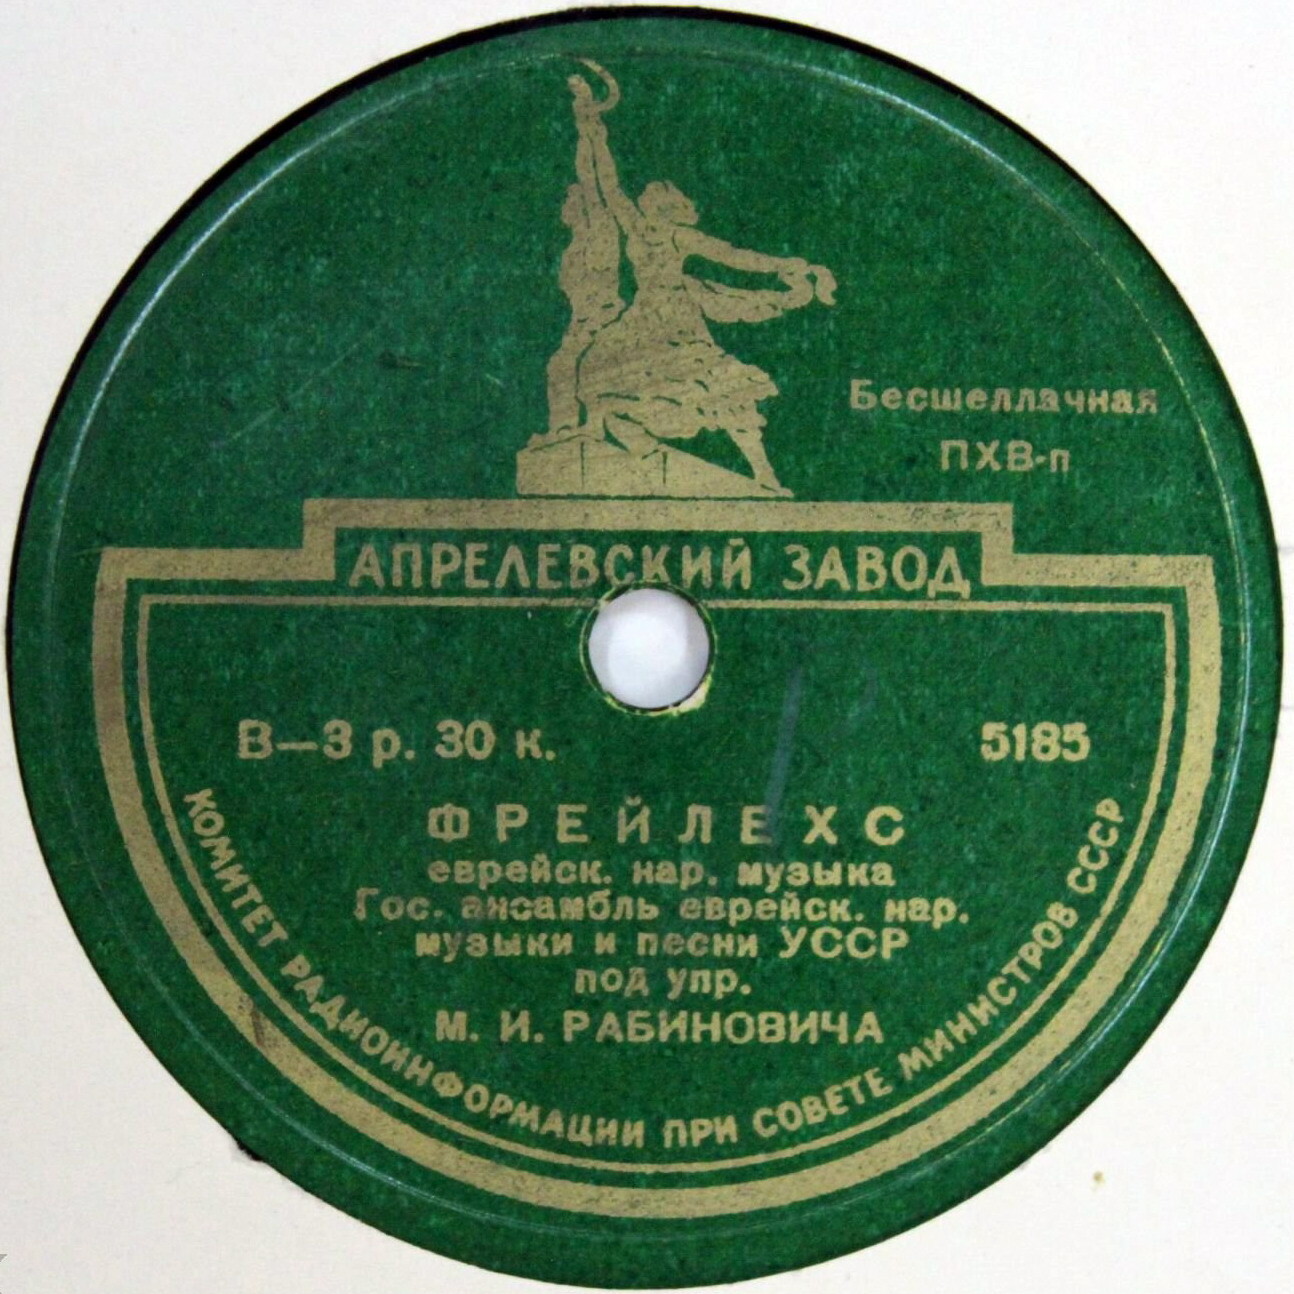 Бесшеллачная
ПХВ-п
АПРЕЛЕВСКИЙ ЗАВОД
В—3 р. 30 к.
5185
ФРЕЙЛЕХС
еврейск. нар. музыка
Гос. ансамбль еврейск. нар.
музыки и песни УССР
под упр.
М. И. РАБИНОВИЧА
КОМИТЕТ РАДИОИНФОРМАЦИИ ПРИ СОВЕТЕ МИНИСТРОВ СССР